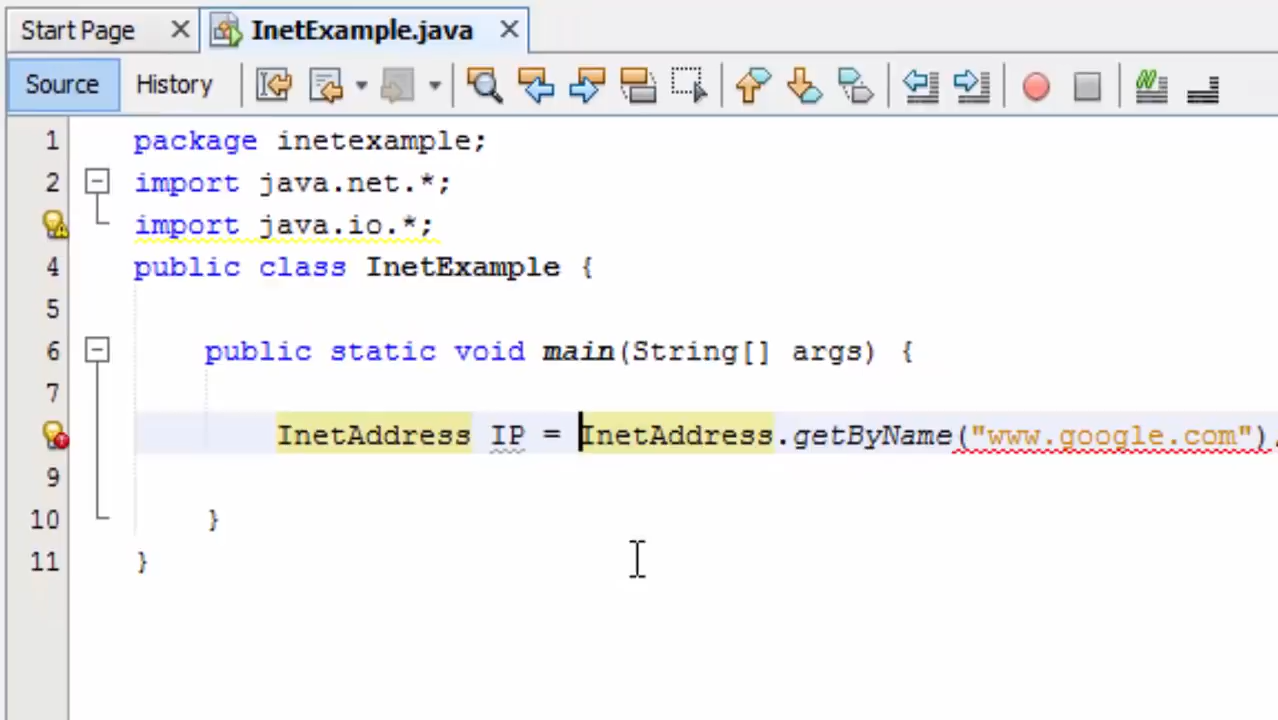 Start Page InetExample.java
Source History
1 package inetexample;
2 import java.net.*;
import java.io.*;
4 public class InetExample {
5
6 public static void main(String[] args) {
7
InetAddress IP = InetAddress.getByName("www.google.com")
9
10 }
11 }